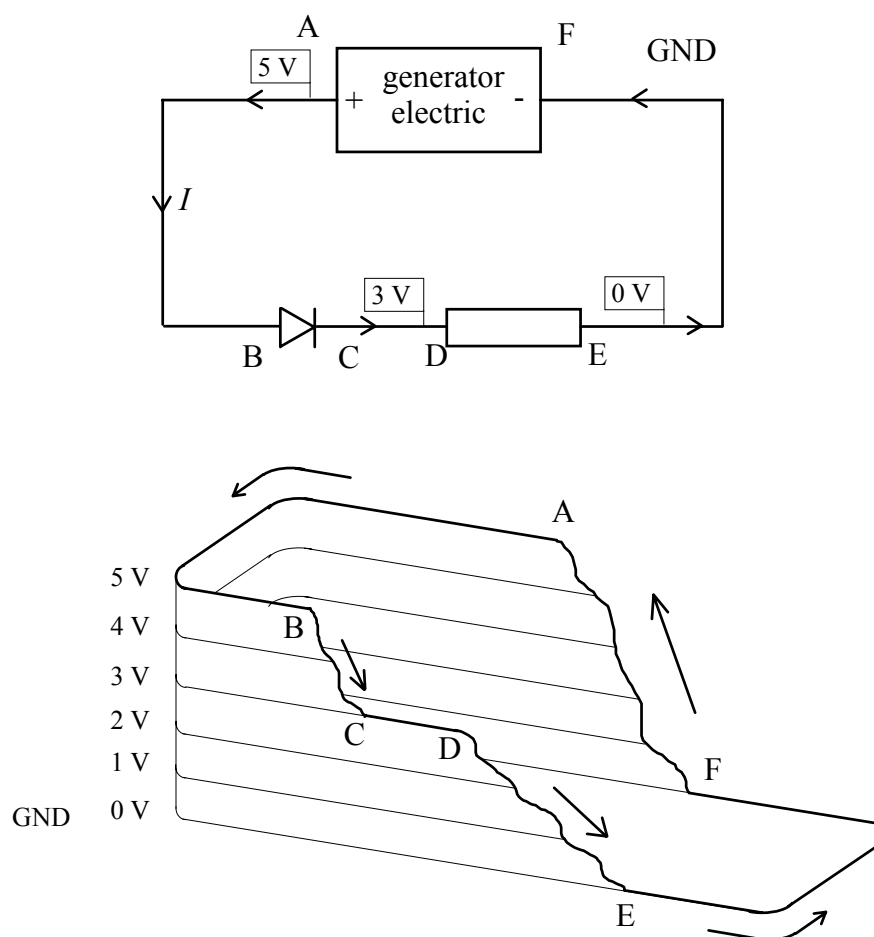 A
F
GND
5 V
generator
electric
+
-
I
3 V
0 V
B
C
D
E
A
5 V
B
4 V
3 V
C
D
2 V
F
1 V
GND
0 V
E